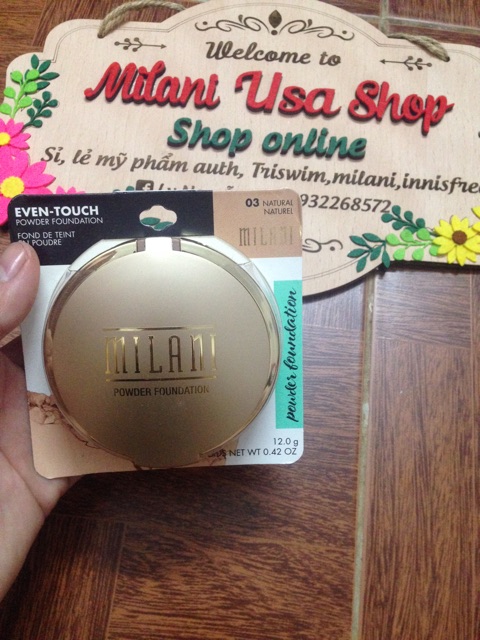 Welcome to
Milani Usa Shop
Shop online
Sỉ, lẻ mỹ phẩm auth, Triswim,milani,innisfree
932268572
EVEN-TOUCH
POWDER FOUNDATION
FOND DE TEINT
EN POUDRE
03 NATURAL
NATUREL
MILANI
MILANI
POWDER FOUNDATION
powder foundation
12.0 g
NET WT 0.42 OZ